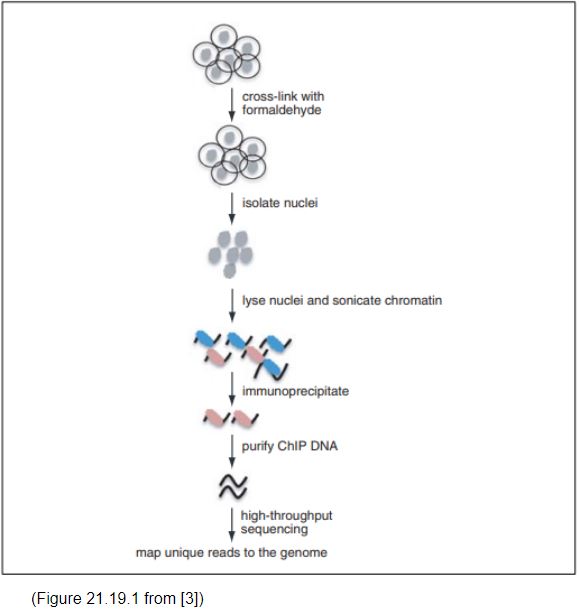 cross-link with
formaldehyde
isolate nuclei
lyse nuclei and sonicate chromatin
immunoprecipitate
purify ChIP DNA
high-throughput
sequencing
map unique reads to the genome
(Figure 21.19.1 from [3])